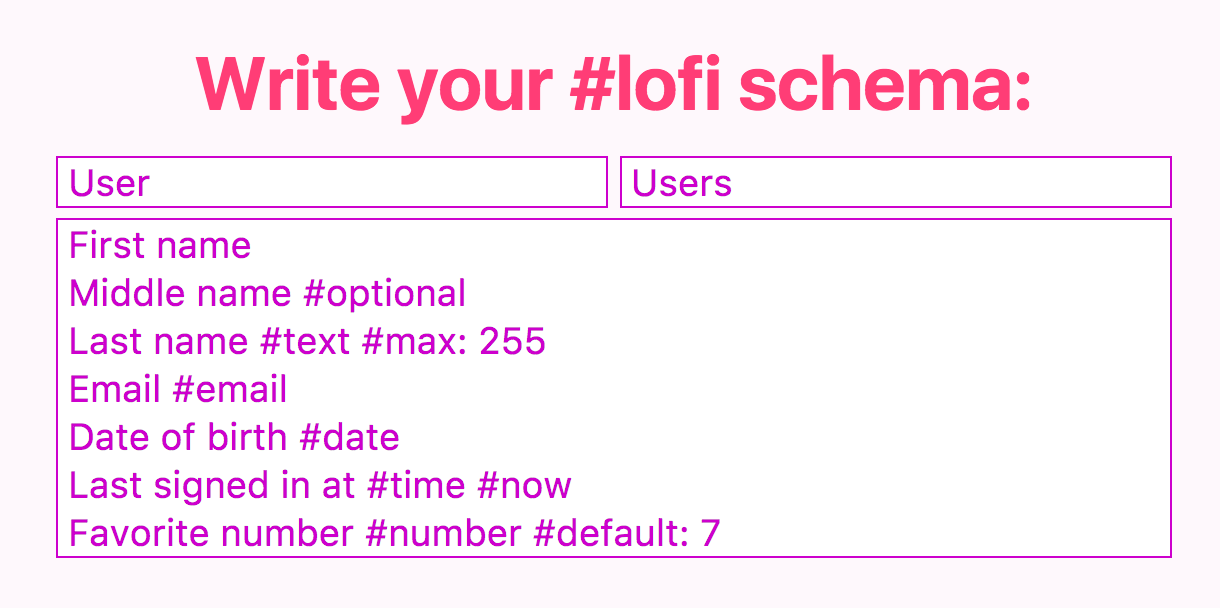 Write your #lofi schema:
User
Users
First name
Middle name #optional
Last name #text #max: 255
Email #email
Date of birth #date
Last signed in at #time #now
Favorite number #number #default: 7